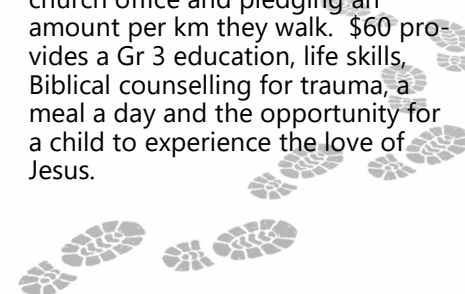 church office and pledging an
amount per km they walk.  $60 pro-
vides a Gr 3 education, life skills,
Biblical counselling for trauma, a
meal a day and the opportunity for
a child to experience the love of
Jesus.